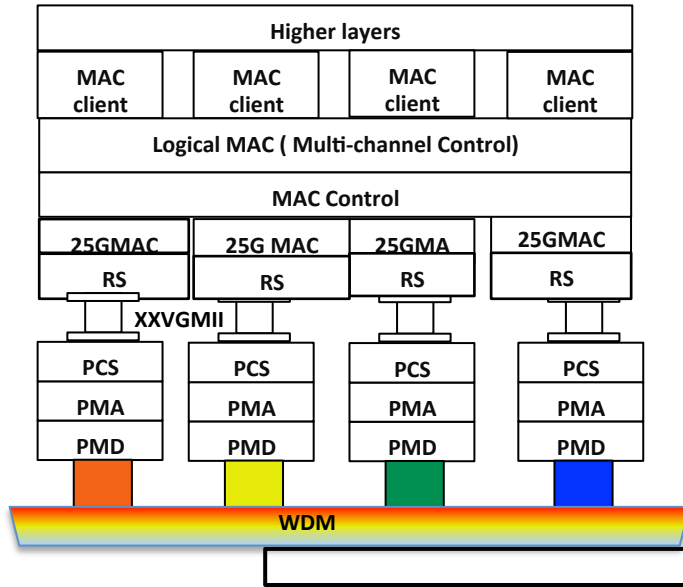 Higher layers
MAC client
MAC client
MAC client
MAC client
Logical MAC ( Multi-channel Control)
MAC Control
25GMAC
25G MAC
25GMA
25GMAC
RS
RS
RS
RS
XXVGMII
PCS
PCS
PCS
PCS
PMA
PMA
PMA
PMA
PMD
PMD
PMD
PMD
WDM